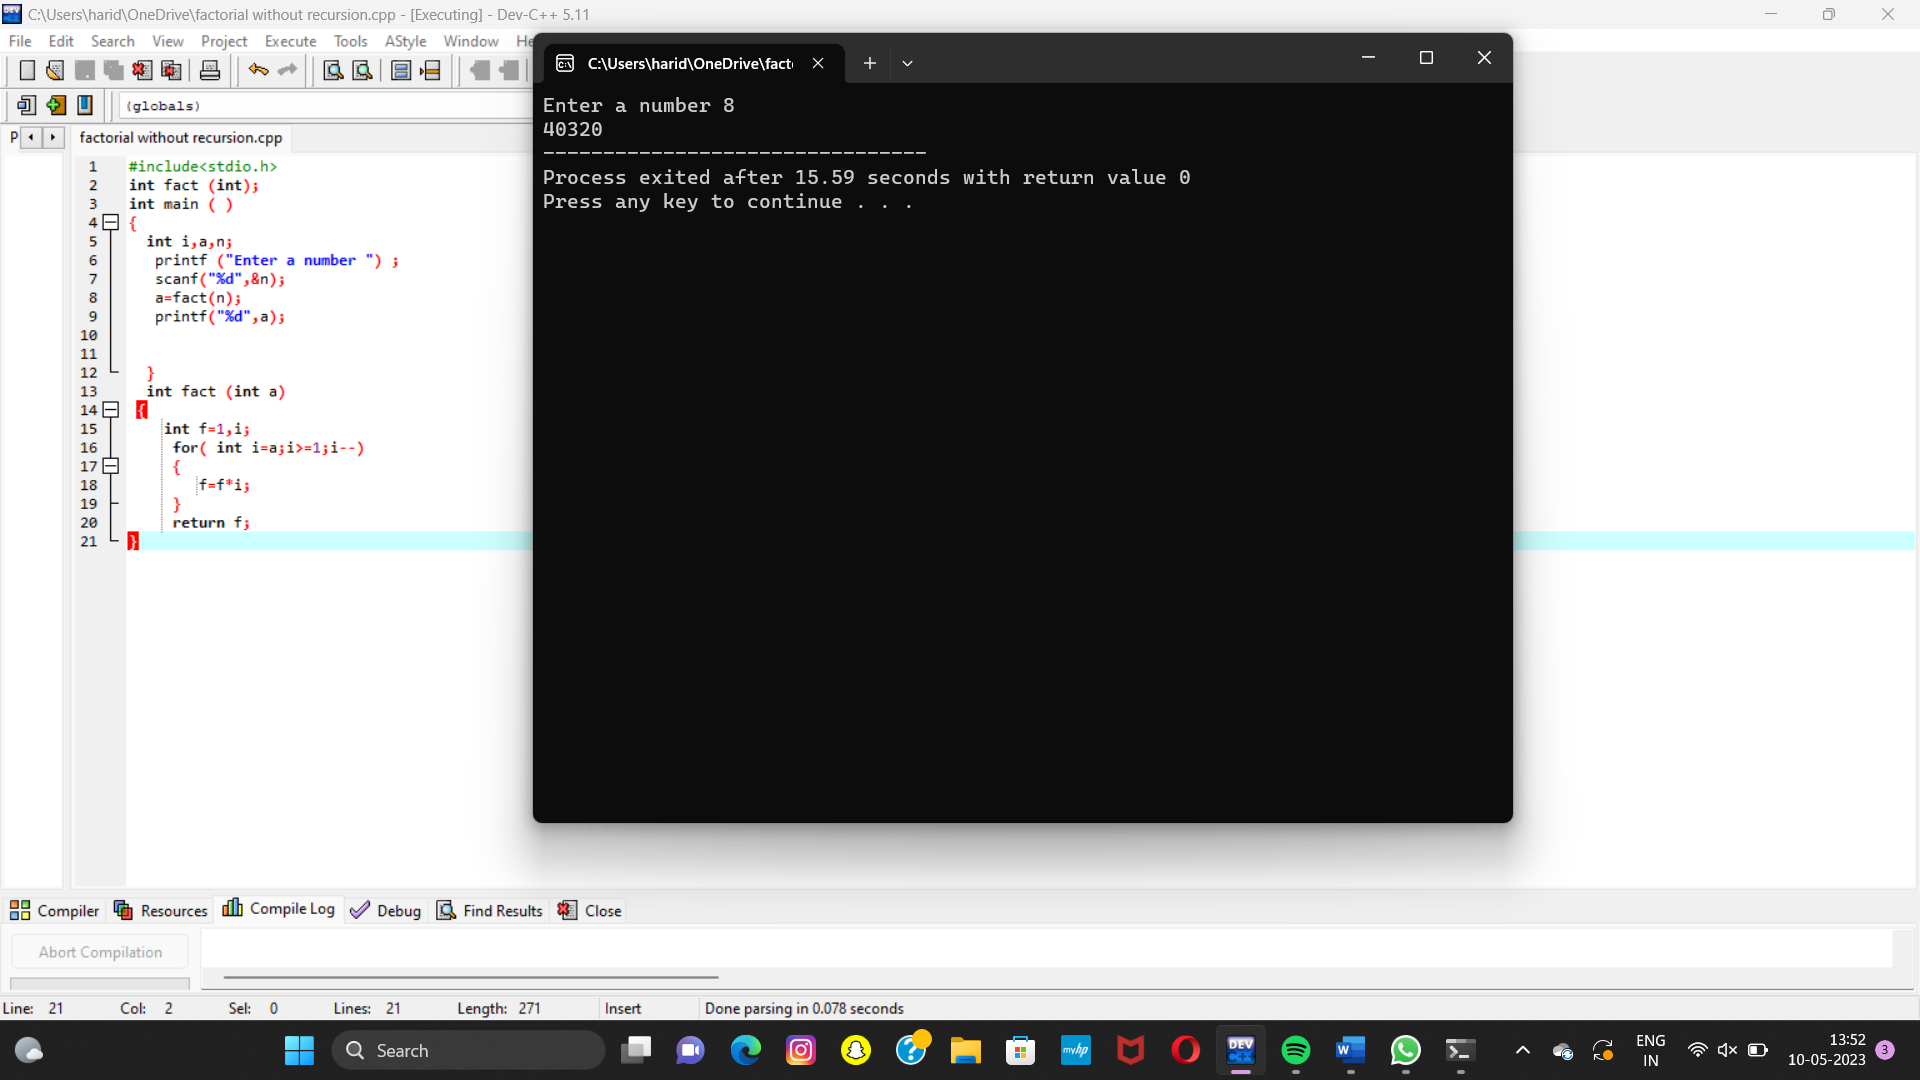 C:\Users\harid\OneDrive\factorial without recursion.cpp - [Executing] - Dev-C++ 5.11
File Edit Search View Project Execute Tools AStyle Window He
(globals)
P
factorial without recursion.cpp
1 #include<stdio.h>
2 int fact (int);
3 int main ( )
4 {
5 int i,a,n;
6 printf ("Enter a number ") ;
7 scanf("%d",&n);
8 a=fact(n);
9 printf("%d",a);
10
11
12 }
13 int fact (int a)
14 {
15 int f=1,i;
16 for( int i=a;i>=1;i--)
17 {
18 f=f*i;
19 }
20 return f;
21 }
C:\Users\harid\OneDrive\fact
Enter a number 8
40320
--------------------------------
Process exited after 15.59 seconds with return value 0
Press any key to continue . . .
Compiler Resources Compile Log Debug Find Results Close
Abort Compilation
Line: 21 Col: 2 Sel: 0 Lines: 21 Length: 271 Insert Done parsing in 0.078 seconds
Search
myhp
DEV
W
ENG
IN
13:52
10-05-2023
3